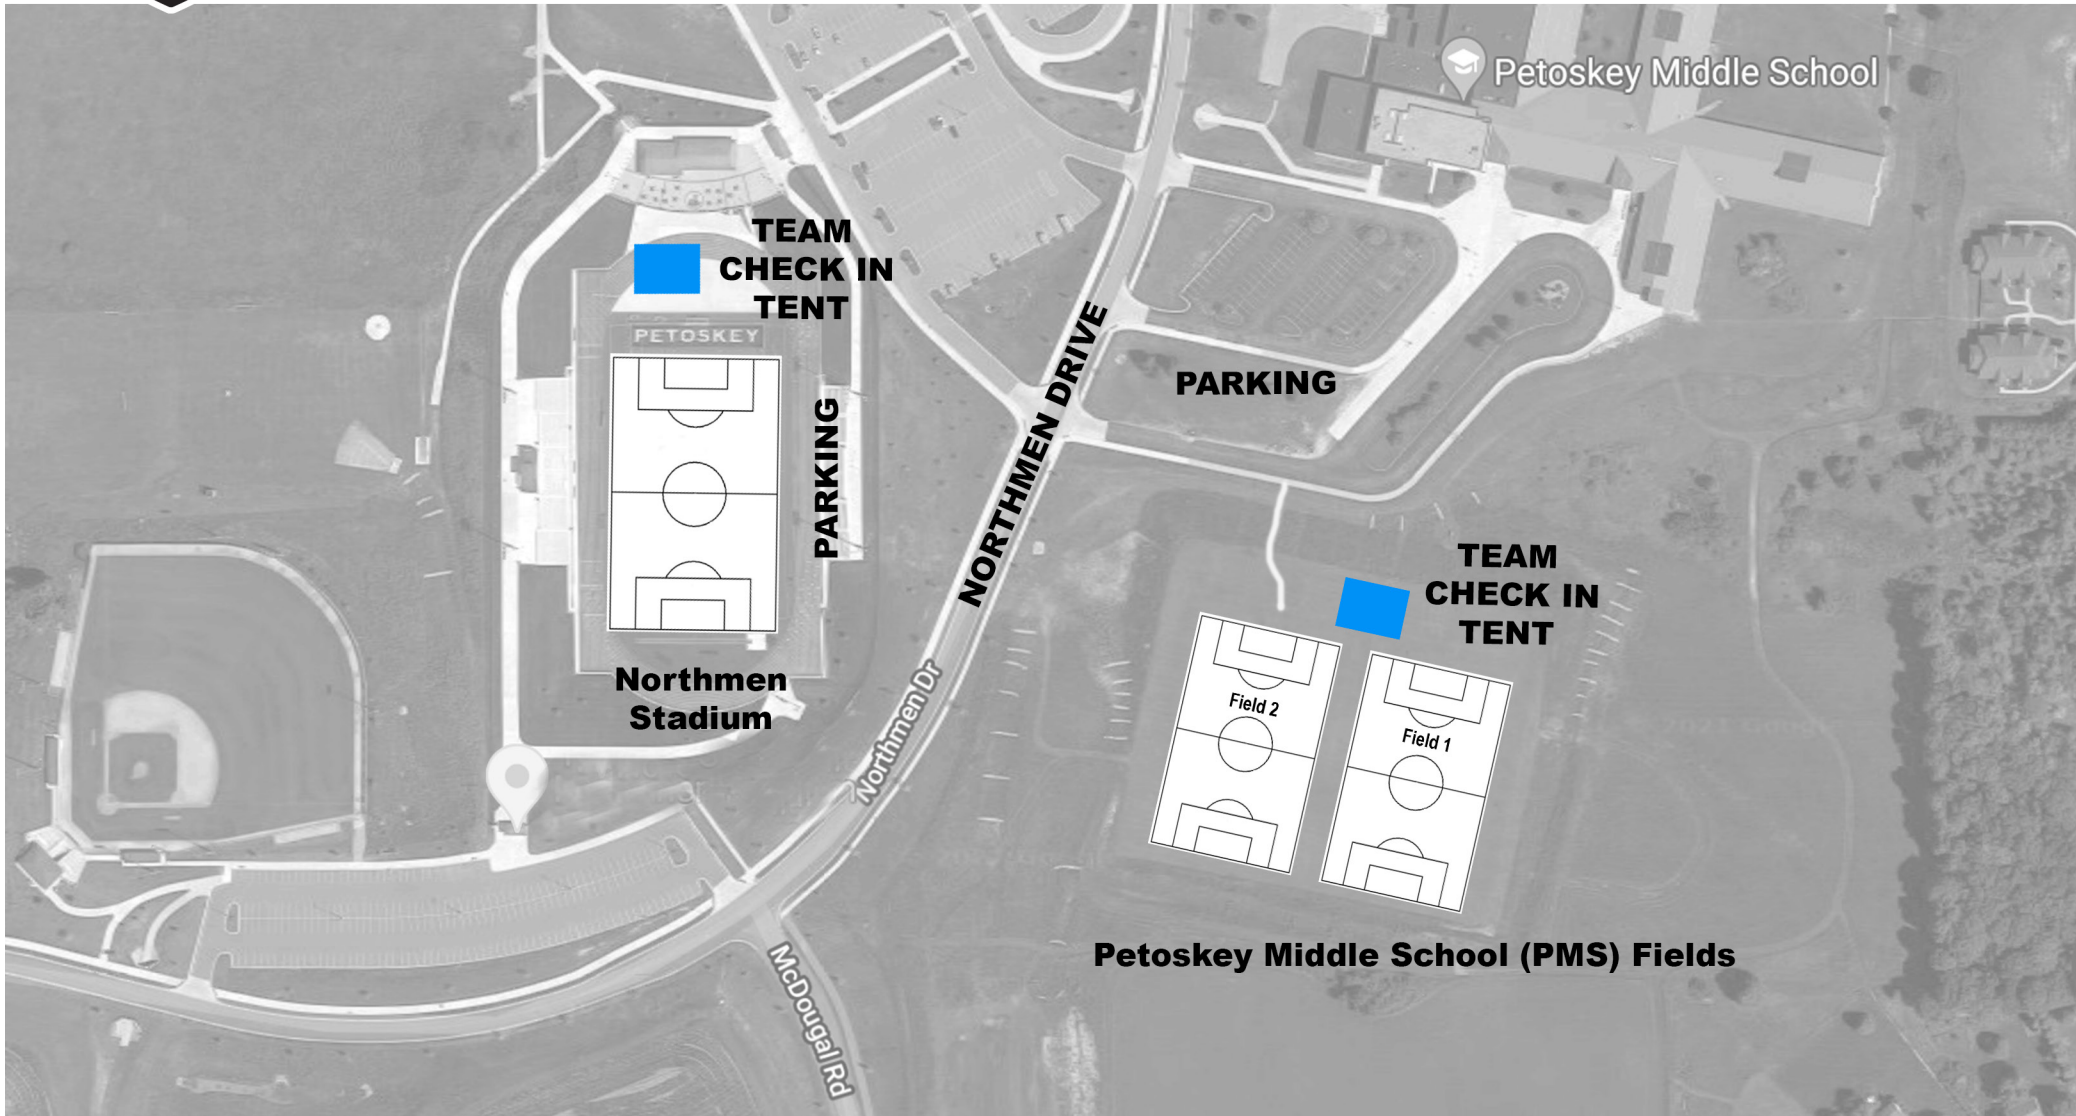 Petoskey Middle School
TEAM
CHECK IN
TENT
PETOSKEY
PARKING
NORTHMEN DRIVE
PARKING
TEAM
CHECK IN
TENT
Northmen
Stadium
Northmen Dr
Field 2
Field 1
Petoskey Middle School (PMS) Fields
McDougal Rd